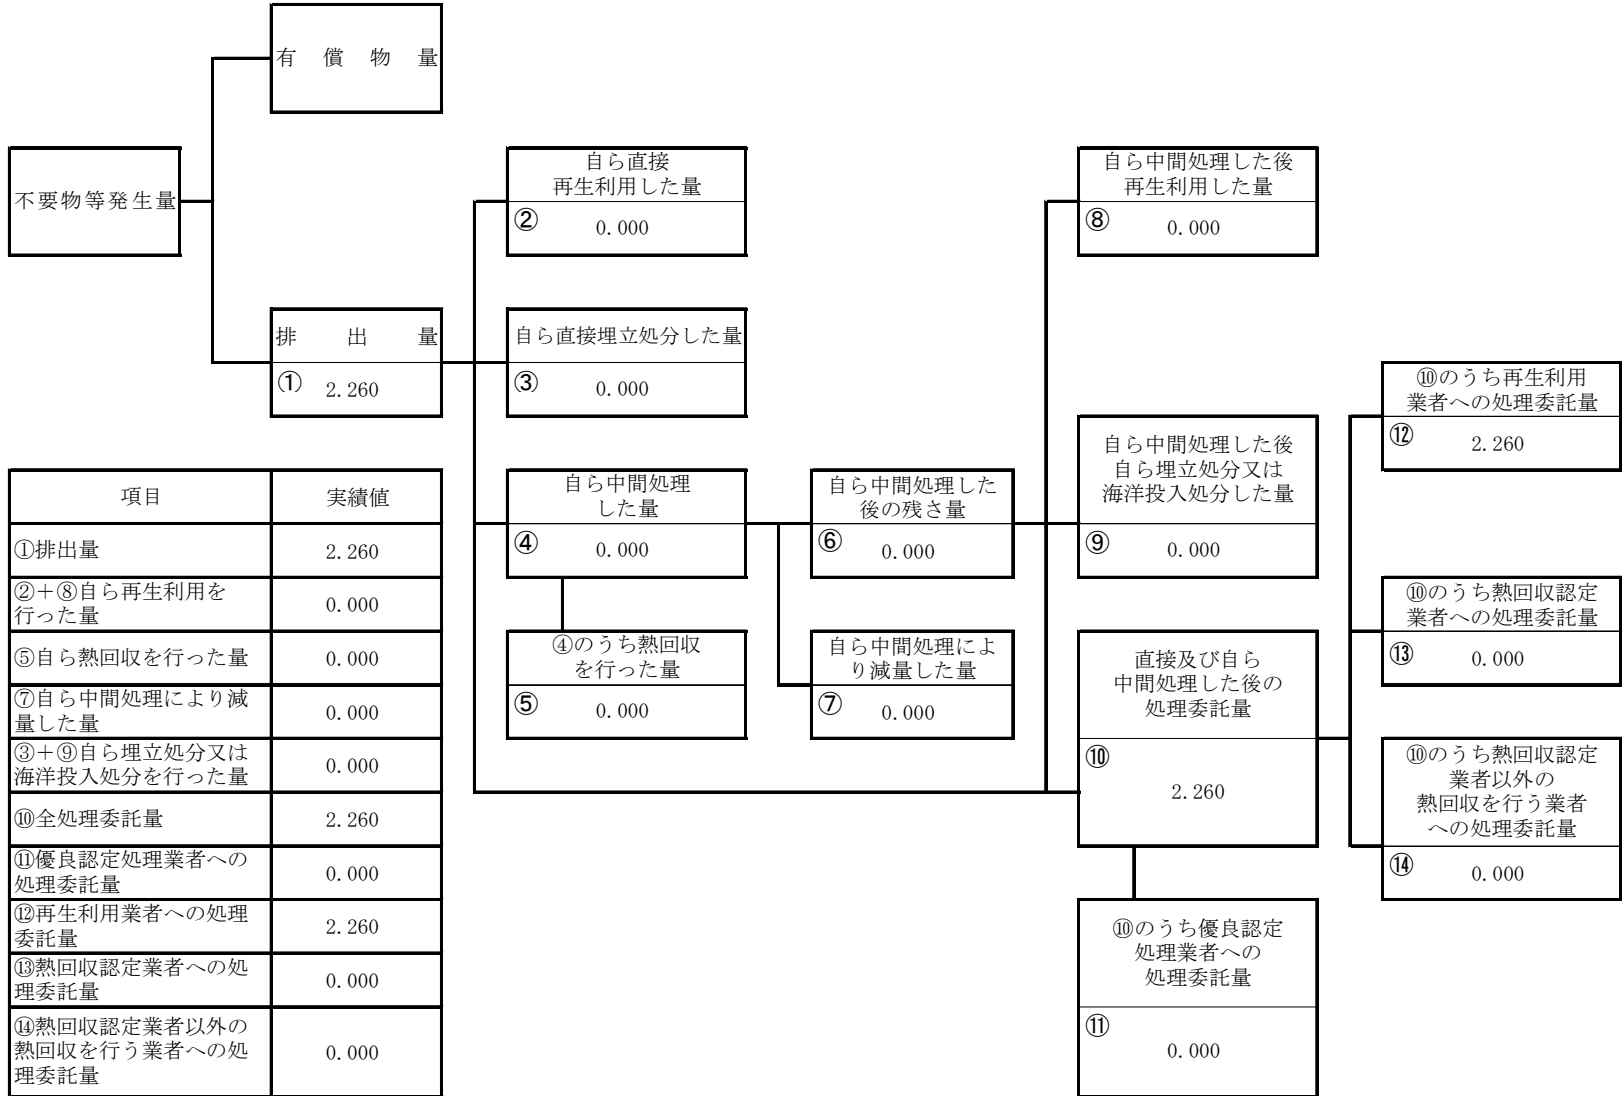 有償物量
不要物等発生量
排出量
① 2.260
自ら直接
再生利用した量
② 0.000
自ら直接埋立処分した量
③ 0.000
自ら中間処理
した量
④ 0.000
④のうち熱回収
を行った量
⑤ 0.000
自ら中間処理した
後の残さ量
⑥ 0.000
自ら中間処理によ
り減量した量
⑦ 0.000
自ら中間処理した後
再生利用した量
⑧ 0.000
自ら中間処理した後
自ら埋立処分又は
海洋投入処分した量
⑨ 0.000
直接及び自ら
中間処理した後の
処理委託量
⑩
2.260
⑩のうち優良認定
処理業者への
処理委託量
⑪
0.000
⑩のうち再生利用
業者への処理委託量
⑫ 2.260
⑩のうち熱回収認定
業者への処理委託量
⑬ 0.000
⑩のうち熱回収認定
業者以外の
熱回収を行う業者
への処理委託量
⑭ 0.000
項目 実績値
①排出量 2.260
②+⑧自ら再生利用を
行った量 0.000
⑤自ら熱回収を行った量 0.000
⑦自ら中間処理により減
量した量 0.000
③+⑨自ら埋立処分又は
海洋投入処分を行った量 0.000
⑩全処理委託量 2.260
⑪優良認定処理業者への
処理委託量 0.000
⑫再生利用業者への処理
委託量 2.260
⑬熱回収認定業者への処
理委託量 0.000
⑭熱回収認定業者以外の
熱回収を行う業者への処
理委託量 0.000